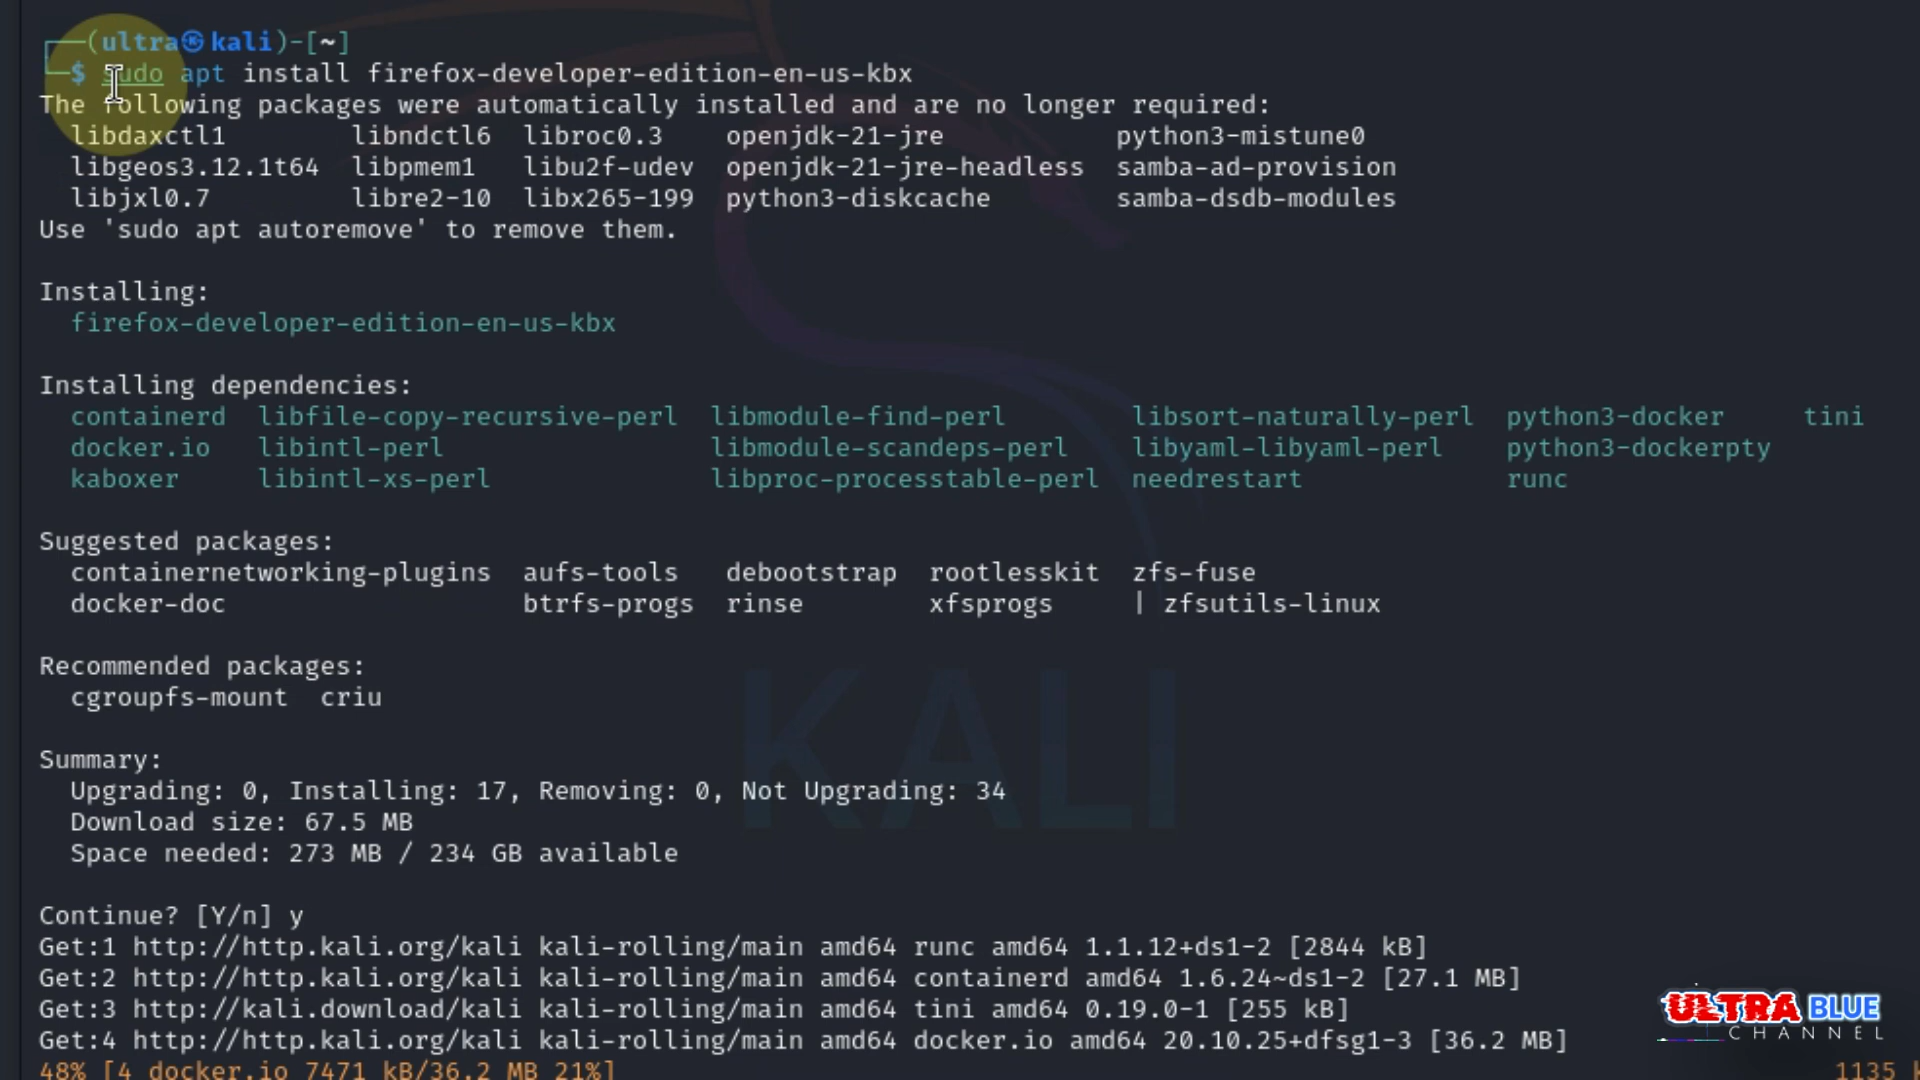 (ultra㉿kali)-[~]
$ sudo apt install firefox-developer-edition-en-us-kbx
The following packages were automatically installed and are no longer required:
libdaxctl1 libndctl6 libroc0.3 openjdk-21-jre python3-mistune0
libgeos3.12.1t64 libpmem1 libu2f-udev openjdk-21-jre-headless samba-ad-provision
libjxl0.7 libre2-10 libx265-199 python3-diskcache samba-dsdb-modules
Use 'sudo apt autoremove' to remove them.
Installing:
firefox-developer-edition-en-us-kbx
Installing dependencies:
containerd libfile-copy-recursive-perl libmodule-find-perl libsort-naturally-perl python3-docker tini
docker.io libintl-perl libmodule-scandeps-perl libyaml-libyaml-perl python3-dockerpty
kaboxer libintl-xs-perl libproc-processtable-perl needrestart runc
Suggested packages:
containernetworking-plugins aufs-tools debootstrap rootlesskit zfs-fuse
docker-doc btrfs-progs rinse xfsprogs | zfsutils-linux
Recommended packages:
cgroupfs-mount criu
Summary:
Upgrading: 0, Installing: 17, Removing: 0, Not Upgrading: 34
Download size: 67.5 MB
Space needed: 273 MB / 234 GB available
Continue? [Y/n] y
Get:1 http://http.kali.org/kali kali-rolling/main amd64 runc amd64 1.1.12+ds1-2 [2844 kB]
Get:2 http://http.kali.org/kali kali-rolling/main amd64 containerd amd64 1.6.24~ds1-2 [27.1 MB]
Get:3 http://kali.download/kali kali-rolling/main amd64 tini amd64 0.19.0-1 [255 kB]
Get:4 http://http.kali.org/kali kali-rolling/main amd64 docker.io amd64 20.10.25+dfsg1-3 [36.2 MB]
48% [4 docker.io 7471 kB/36.2 MB 21%] 1135
KALI
ULTRA BLUE
CHANNEL